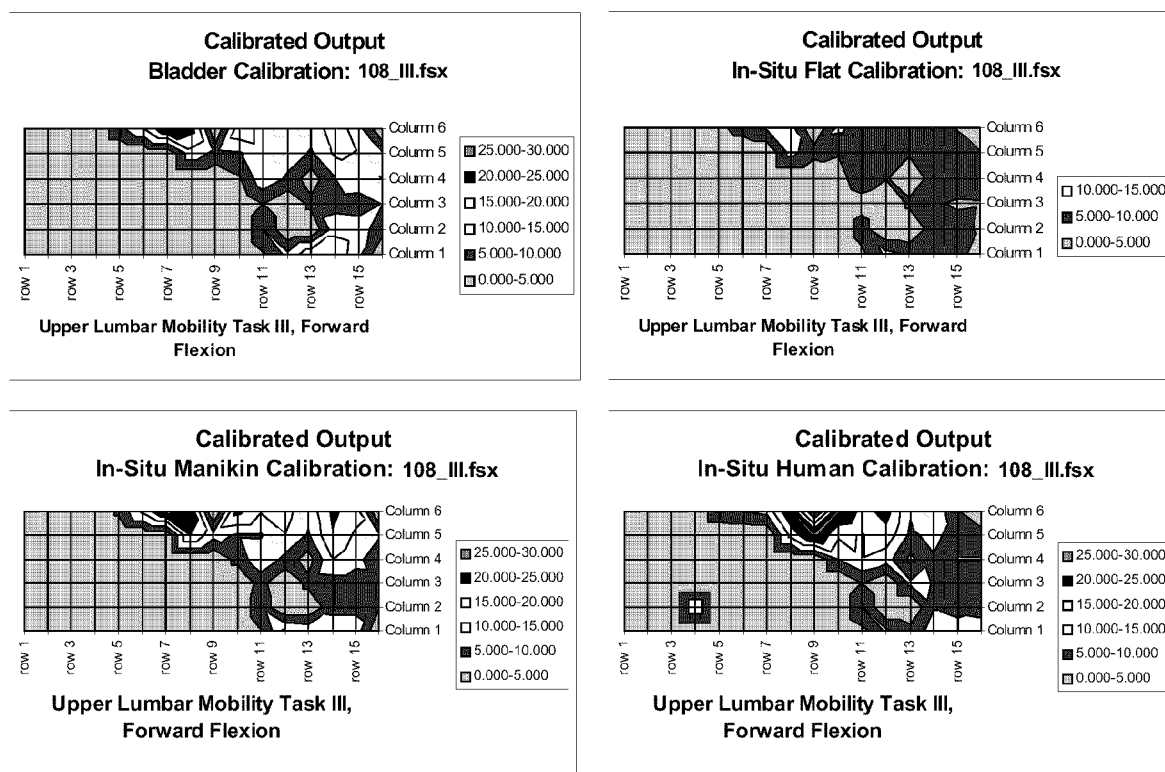 Calibrated Output
Bladder Calibration: 108_III.fsx
Column 6
Column 5
Column 4
Column 3
Column 2
Column 1
25.000-30.000
20.000-25.000
15.000-20.000
10.000-15.000
5.000-10.000
0.000-5.000
row 1
row 3
row 5
row 7
row 9
row 11
row 13
row 15
Upper Lumbar Mobility Task III, Forward
Flexion
Calibrated Output
In-Situ Flat Calibration: 108_III.fsx
Column 6
Column 5
Column 4
Column 3
Column 2
Column 1
10.000-15.000
5.000-10.000
0.000-5.000
row 1
row 3
row 5
row 7
row 9
row 11
row 13
row 15
Upper Lumbar Mobility Task III, Forward
Flexion
Calibrated Output
In-Situ Manikin Calibration: 108_III.fsx
Column 6
Column 5
Column 4
Column 3
Column 2
Column 1
25.000-30.000
20.000-25.000
15.000-20.000
10.000-15.000
5.000-10.000
0.000-5.000
row 1
row 3
row 5
row 7
row 9
row 11
row 13
row 15
Upper Lumbar Mobility Task III,
Forward Flexion
Calibrated Output
In-Situ Human Calibration: 108_III.fsx
Column 6
Column 5
Column 4
Column 3
Column 2
Column 1
25.000-30.000
20.000-25.000
15.000-20.000
10.000-15.000
5.000-10.000
0.000-5.000
row 1
row 3
row 5
row 7
row 9
row 11
row 13
row 15
Upper Lumbar Mobility Task III,
Forward Flexion